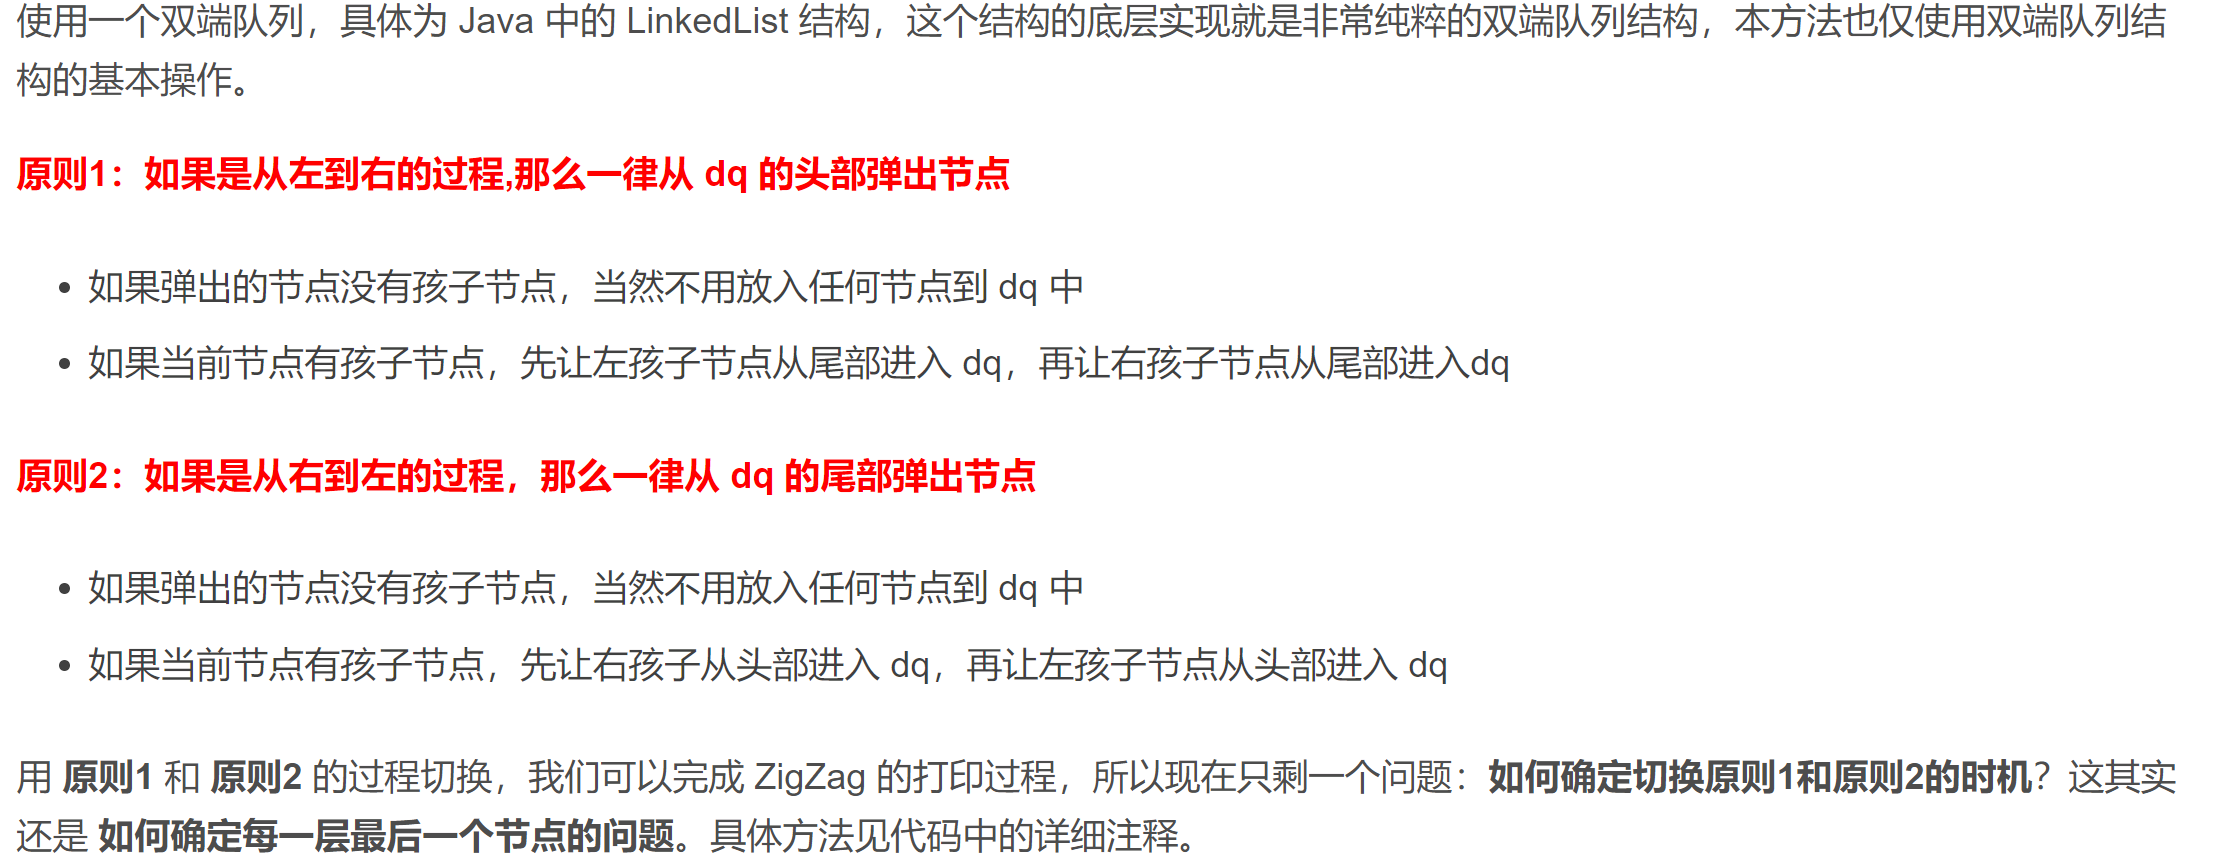 使用一个双端队列，具体为 Java 中的 LinkedList 结构，这个结构的底层实现就是非常纯粹的双端队列结构，本方法也仅使用双端队列结
构的基本操作。
原则1：如果是从左到右的过程,那么一律从 dq 的头部弹出节点
• 如果弹出的节点没有孩子节点，当然不用放入任何节点到 dq 中
• 如果当前节点有孩子节点，先让左孩子节点从尾部进入 dq，再让右孩子节点从尾部进入dq
原则2：如果是从右到左的过程，那么一律从 dq 的尾部弹出节点
• 如果弹出的节点没有孩子节点，当然不用放入任何节点到 dq 中
• 如果当前节点有孩子节点，先让右孩子从头部进入 dq，再让左孩子节点从头部进入 dq
用 原则1 和 原则2 的过程切换，我们可以完成 ZigZag 的打印过程，所以现在只剩一个问题：如何确定切换原则1和原则2的时机？这其实
还是 如何确定每一层最后一个节点的问题。具体方法见代码中的详细注释。